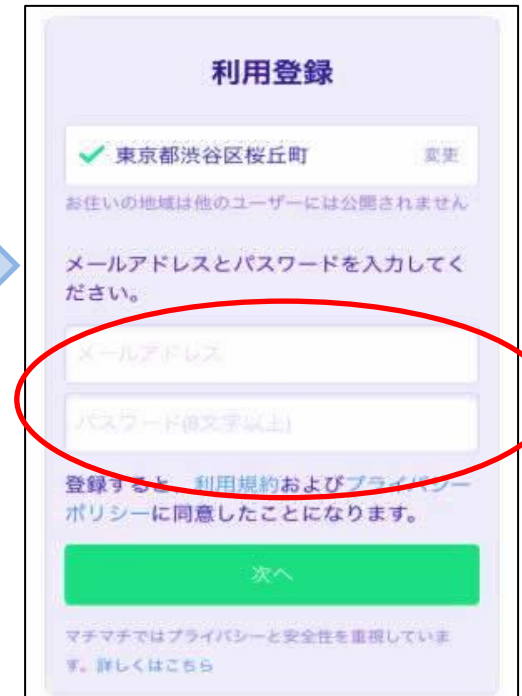 利用登録
東京都渋谷区桜丘町 変更
お住いの地域は他のユーザーには公開されません
メールアドレスとパスワードを入力してく
ださい。
メールアドレス
パスワード(8文字以上)
登録すると、利用規約およびプライバシー
ポリシーに同意したことになります。
次へ
マチマチではプライバシーと安全性を重視していま
す。詳しくはこちら